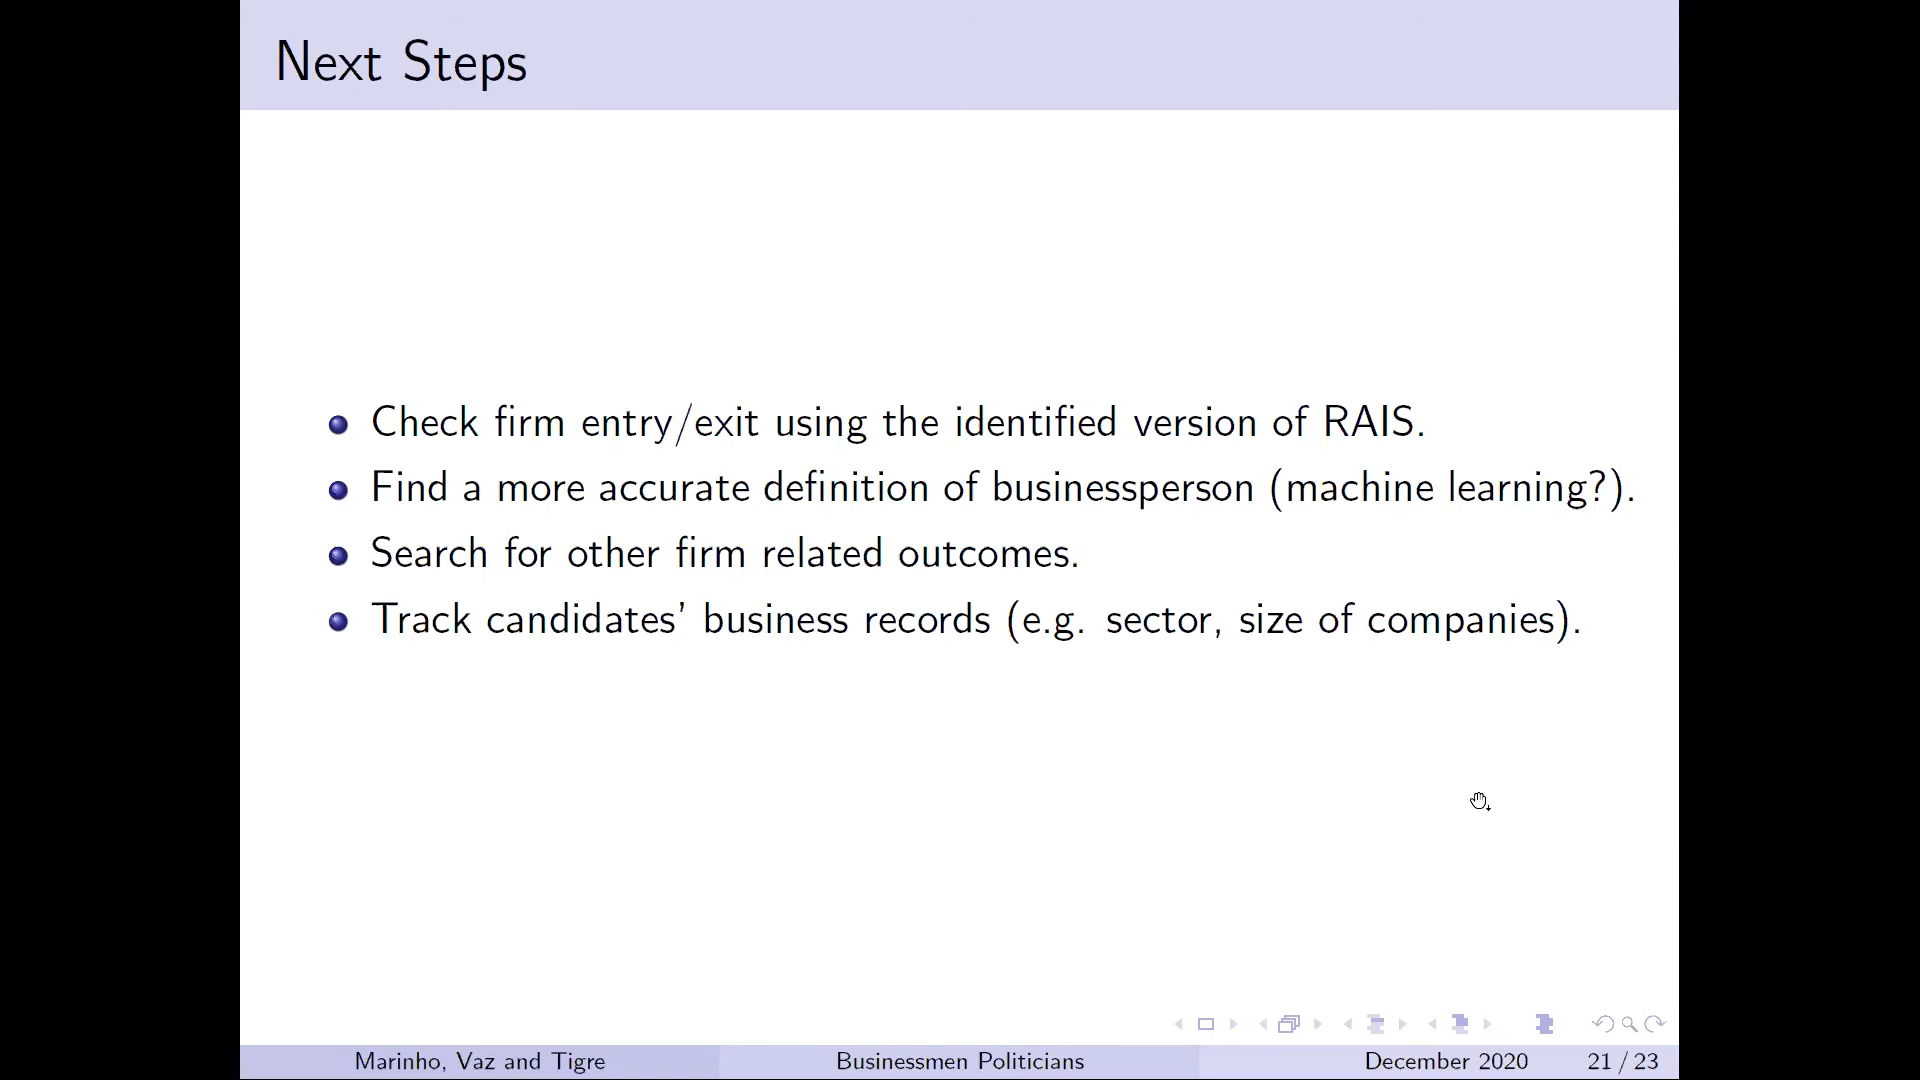 Next Steps
Check firm entry/exit using the identified version of RAIS.
Find a more accurate definition of businessperson (machine learning?).
Search for other firm related outcomes.
Track candidates' business records (e.g. sector, size of companies).
Marinho, Vaz and Tigre Businessmen Politicians December 2020 21 / 23